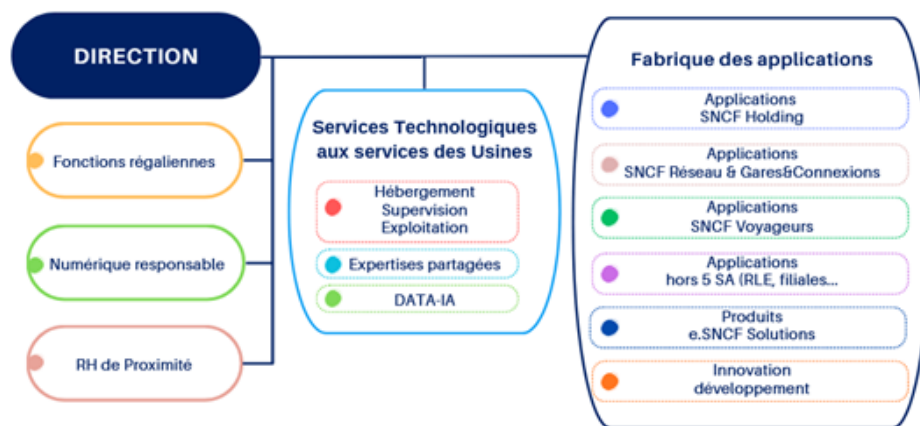 DIRECTION
Fonctions régaliennes
Numérique responsable
RH de Proximité
Services Technologiques
aux services des Usines
Hébergement
Supervision
Exploitation
Expertises partagées
DATA-IA
Fabrique des applications
Applications
SNCF Holding
Applications
SNCF Réseau & Gares&Connexions
Applications
SNCF Voyageurs
Applications
hors 5 SA (RLE, filiales...
Produits
e.SNCF Solutions
Innovation
développement